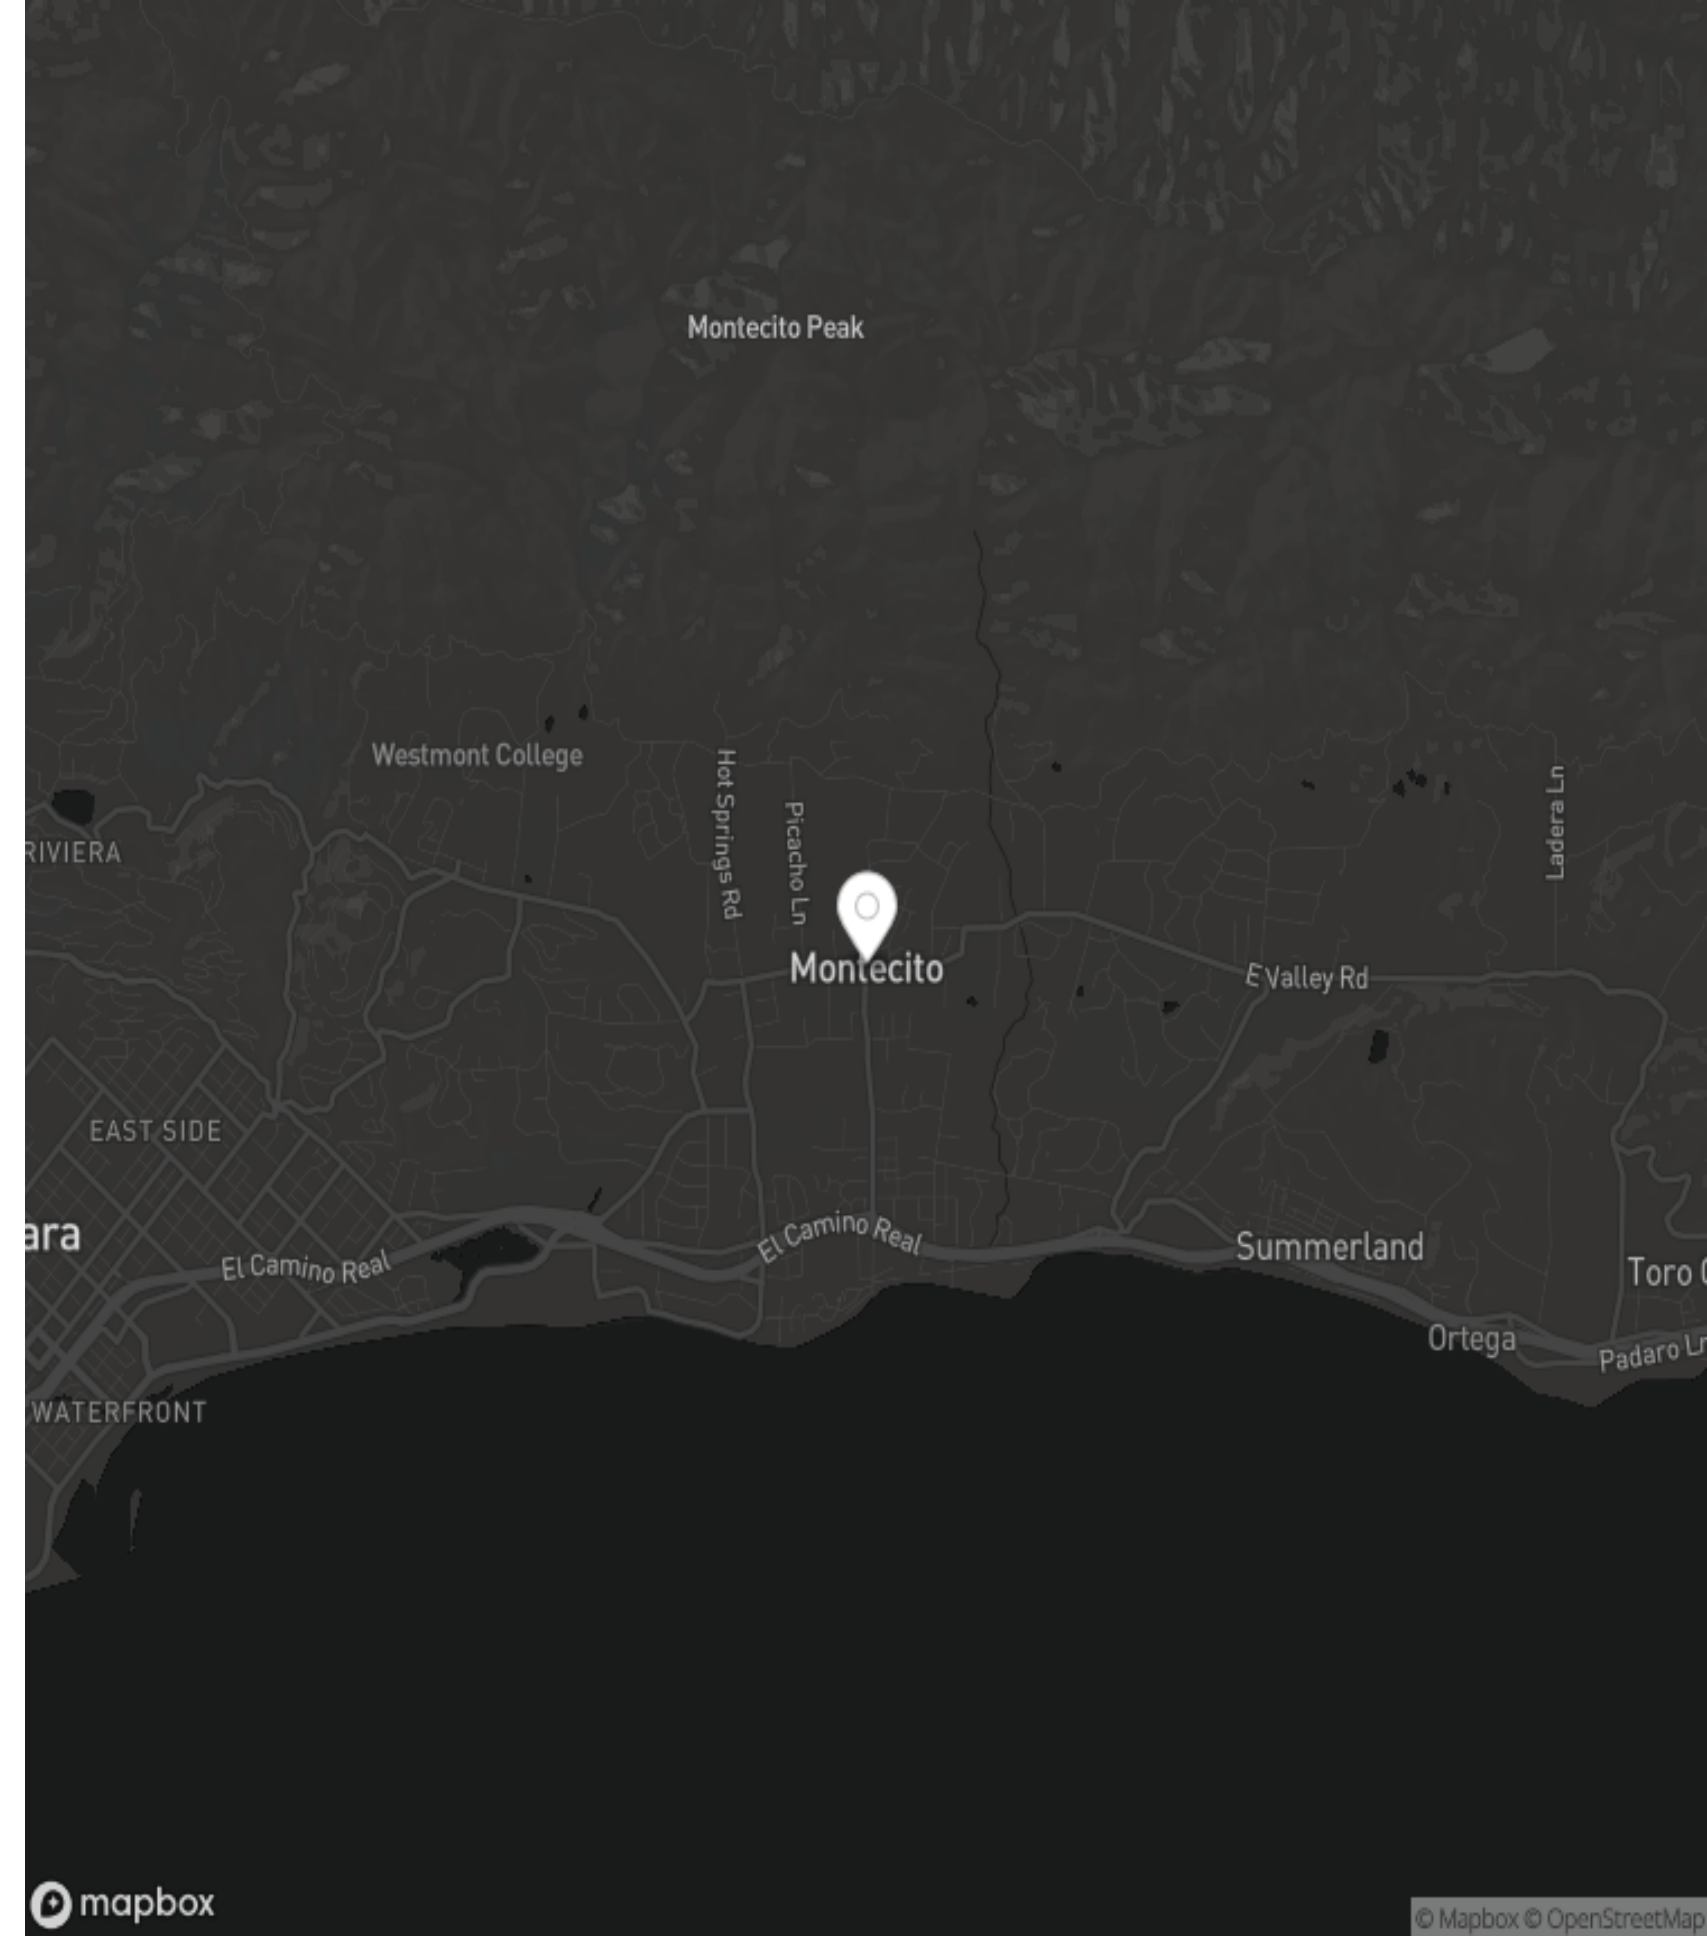 Montecito Peak
Westmont College
Hot Springs Rd
Picacho Ln
Ladera Ln
RIVIERA
Montecito
E Valley Rd
EAST SIDE
ara
El Camino Real
El Camino Real
Summerland
Toro
Ortega
Padaro Ln
WATERFRONT
mapbox
© Mapbox © OpenStreetMap